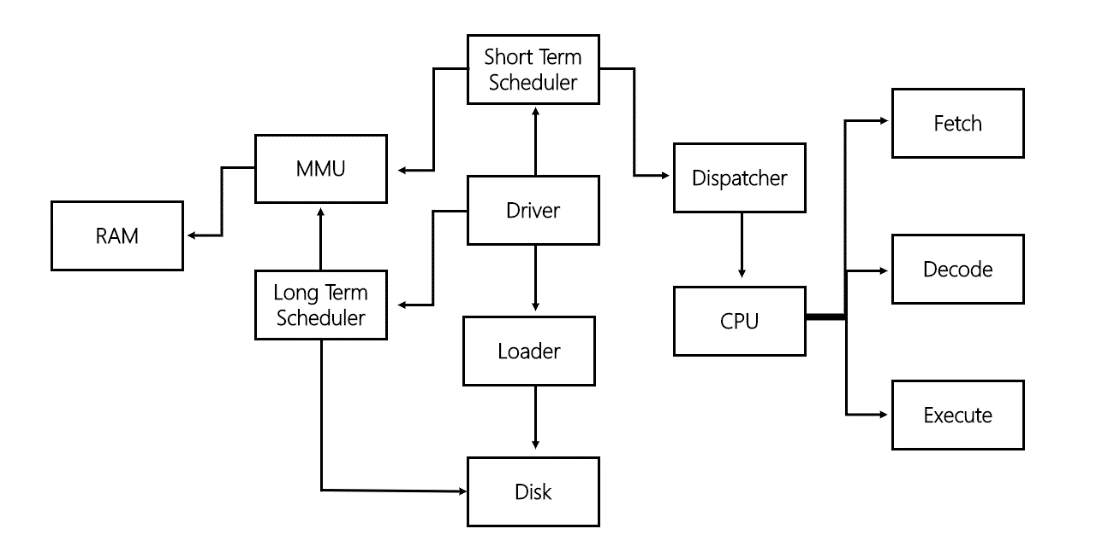 Short Term
Scheduler
Fetch
MMU
Dispatcher
Driver
RAM
Decode
Long Term
Scheduler
CPU
Loader
Execute
Disk